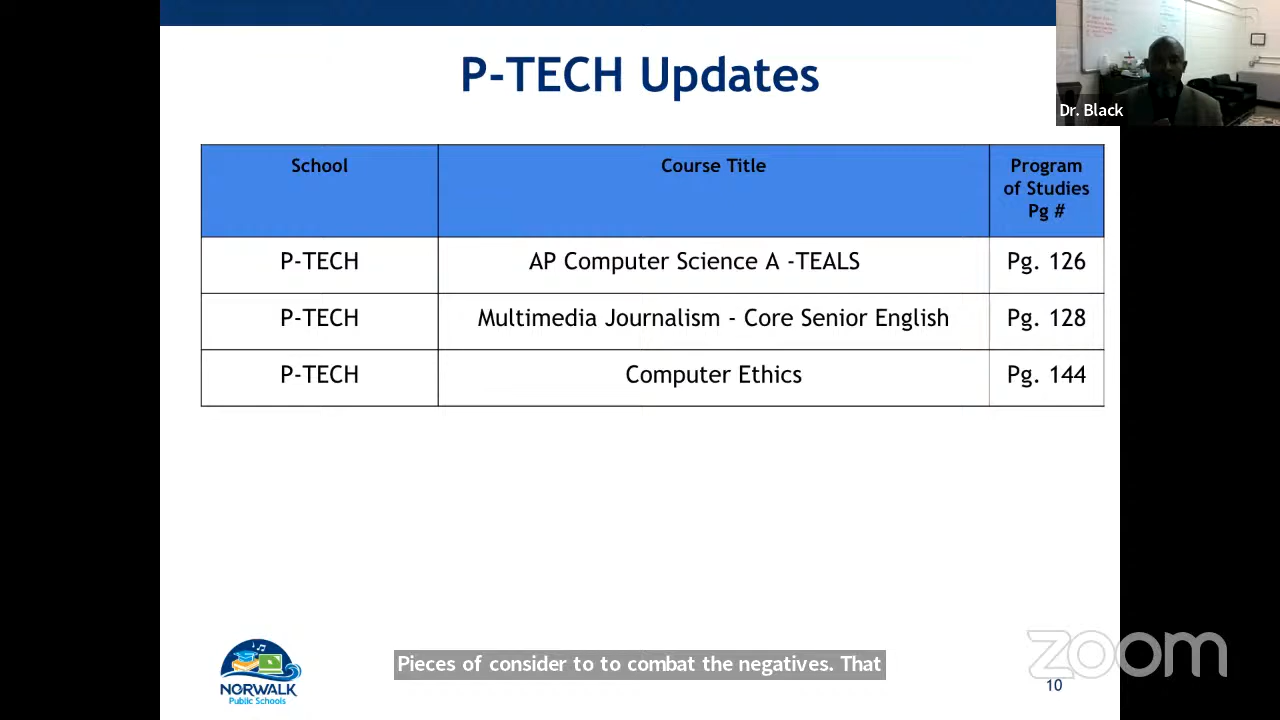 P-TECH Updates
Dr. Black
School Course Title Program
of Studies
Pg #
P-TECH AP Computer Science A -TEALS Pg. 126
P-TECH Multimedia Journalism - Core Senior English Pg. 128
P-TECH Computer Ethics Pg. 144
NORWALK
Public Schools
Pieces of consider to to combat the negatives. That
zoom
10